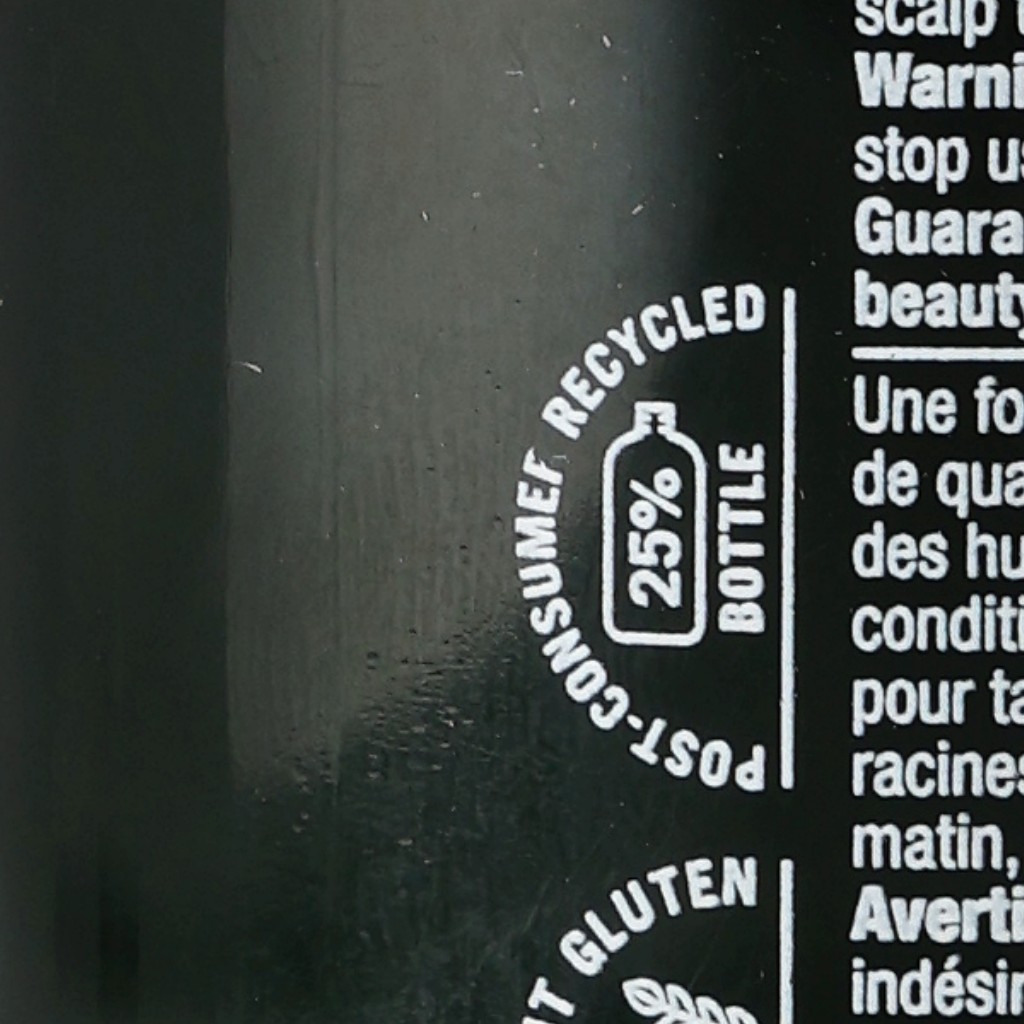 scalp
Warni
stop us
Guara
beauty
Une fo
de qua
des hu
conditi
pour ta
racines
matin,
Averti
indésir
POST-CONSUMER RECYCLED
25%
BOTTLE
GLUTEN